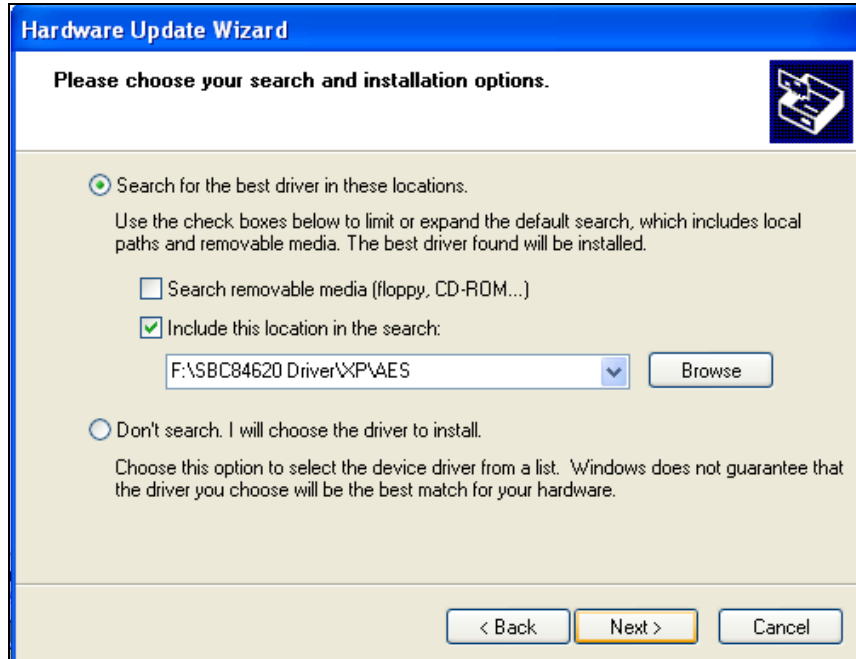 Hardware Update Wizard
Please choose your search and installation options.
Search for the best driver in these locations.
Use the check boxes below to limit or expand the default search, which includes local
paths and removable media. The best driver found will be installed.
Search removable media (floppy, CD-ROM...)
Include this location in the search:
F:\SBC84620 Driver\XP\AES
Browse
Don't search. I will choose the driver to install.
Choose this option to select the device driver from a list.  Windows does not guarantee that
the driver you choose will be the best match for your hardware.
< Back Next > Cancel